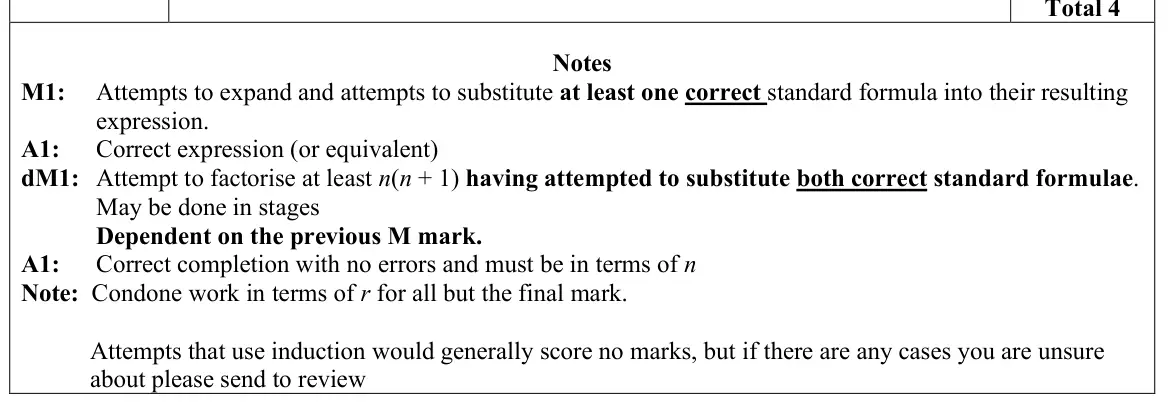 Total 4
Notes
M1: Attempts to expand and attempts to substitute at least one correct standard formula into their resulting
expression.
A1: Correct expression (or equivalent)
dM1: Attempt to factorise at least n(n + 1) having attempted to substitute both correct standard formulae.
May be done in stages
Dependent on the previous M mark.
A1: Correct completion with no errors and must be in terms of n
Note: Condone work in terms of r for all but the final mark.
Attempts that use induction would generally score no marks, but if there are any cases you are unsure
about please send to review